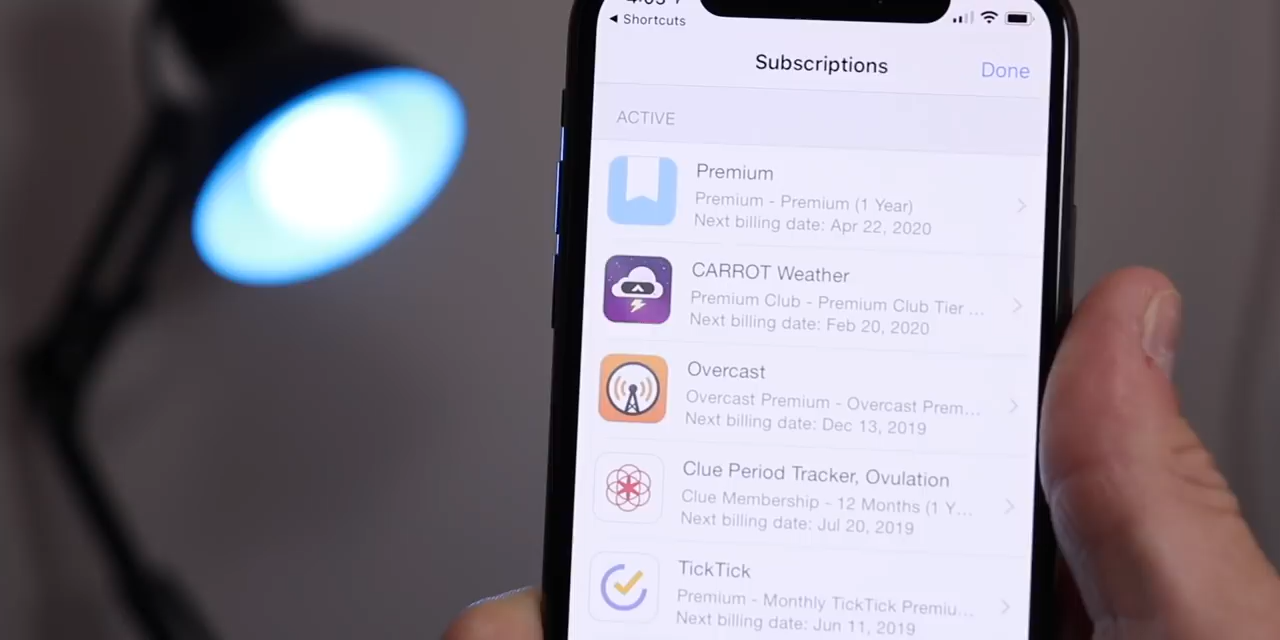 ◀ Shortcuts
Subscriptions
Done
ACTIVE
Premium
Premium - Premium (1 Year)
Next billing date: Apr 22, 2020
CARROT Weather
Premium Club - Premium Club Tier ...
Next billing date: Feb 20, 2020
Overcast
Overcast Premium - Overcast Prem...
Next billing date: Dec 13, 2019
Clue Period Tracker, Ovulation
Clue Membership - 12 Months (1 Y...
Next billing date: Jul 20, 2019
TickTick
Premium - Monthly TickTick Premiu...
Next billing date: Jun 11, 2019